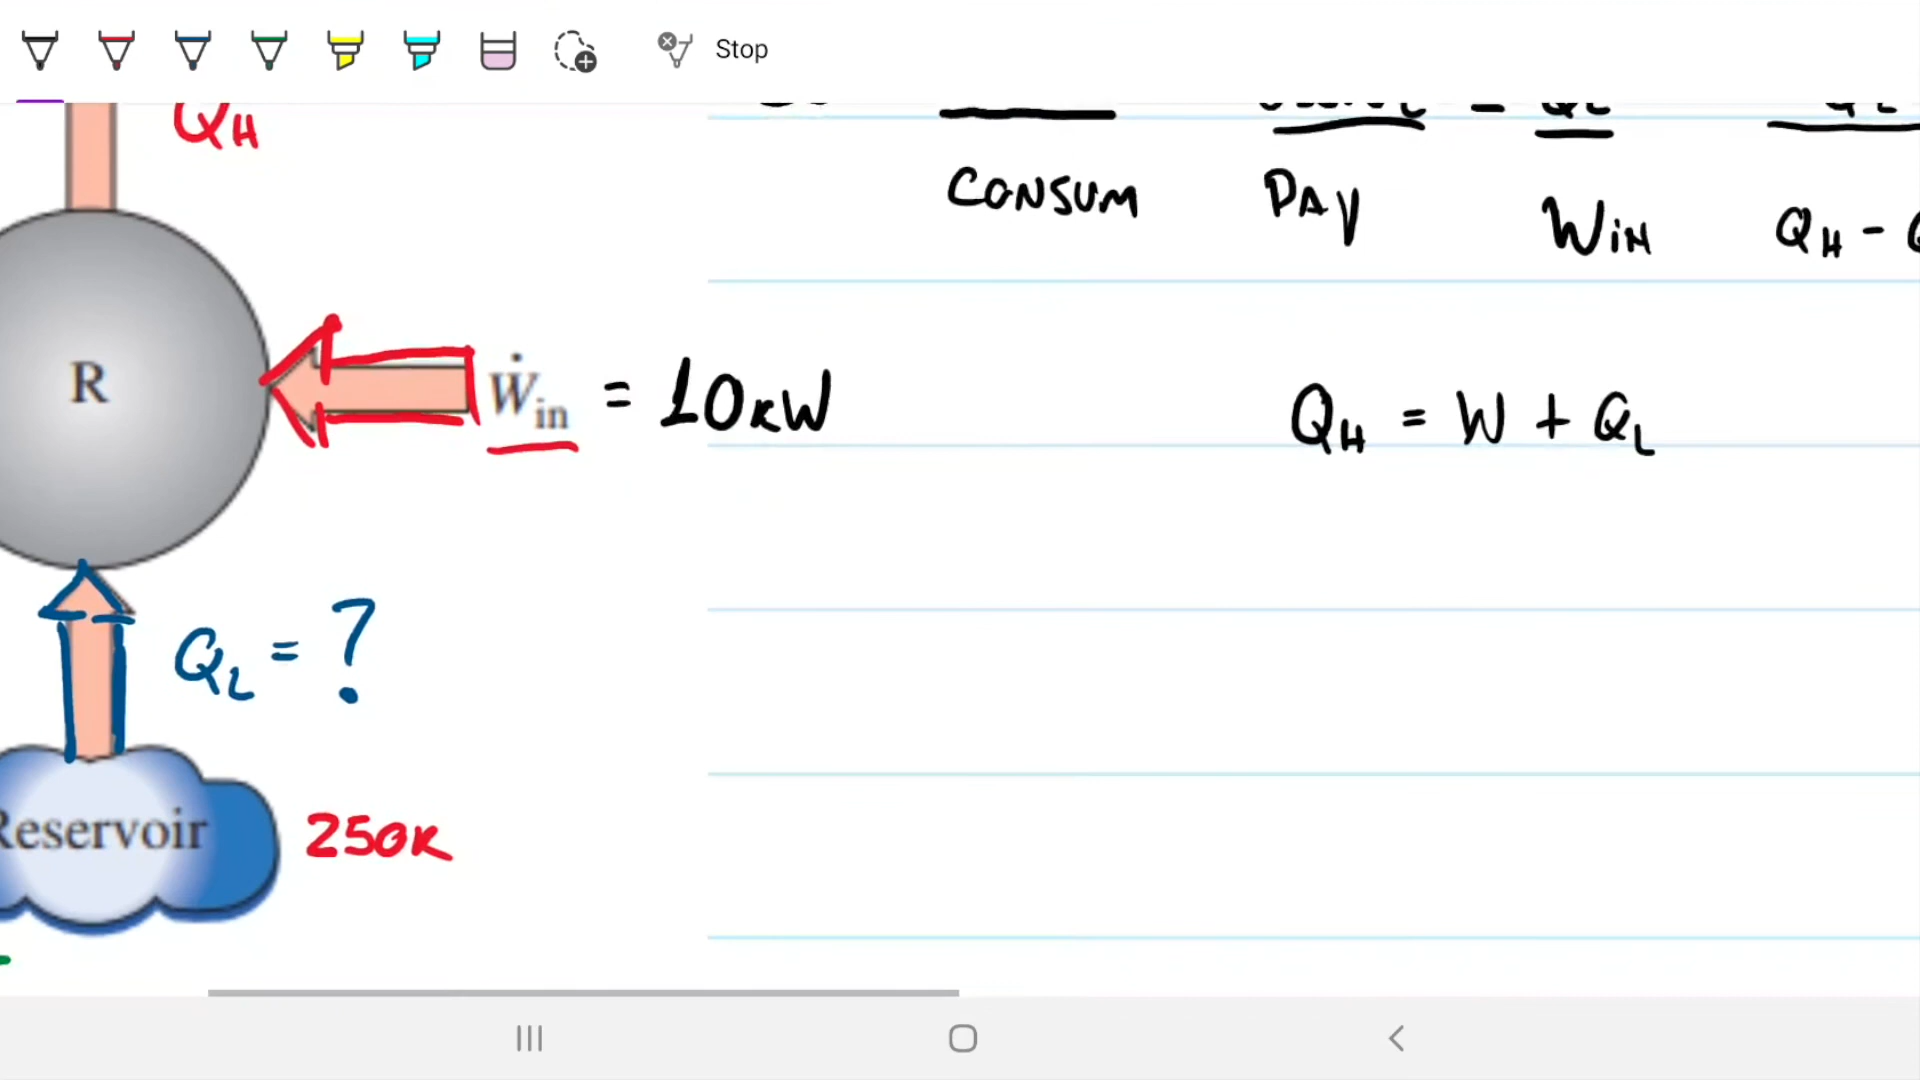 Stop
QH
CONSUM PAY Win QH -
R
Ẇin = 10KW
QH = W + QL
QL = ?
Reservoir 250K